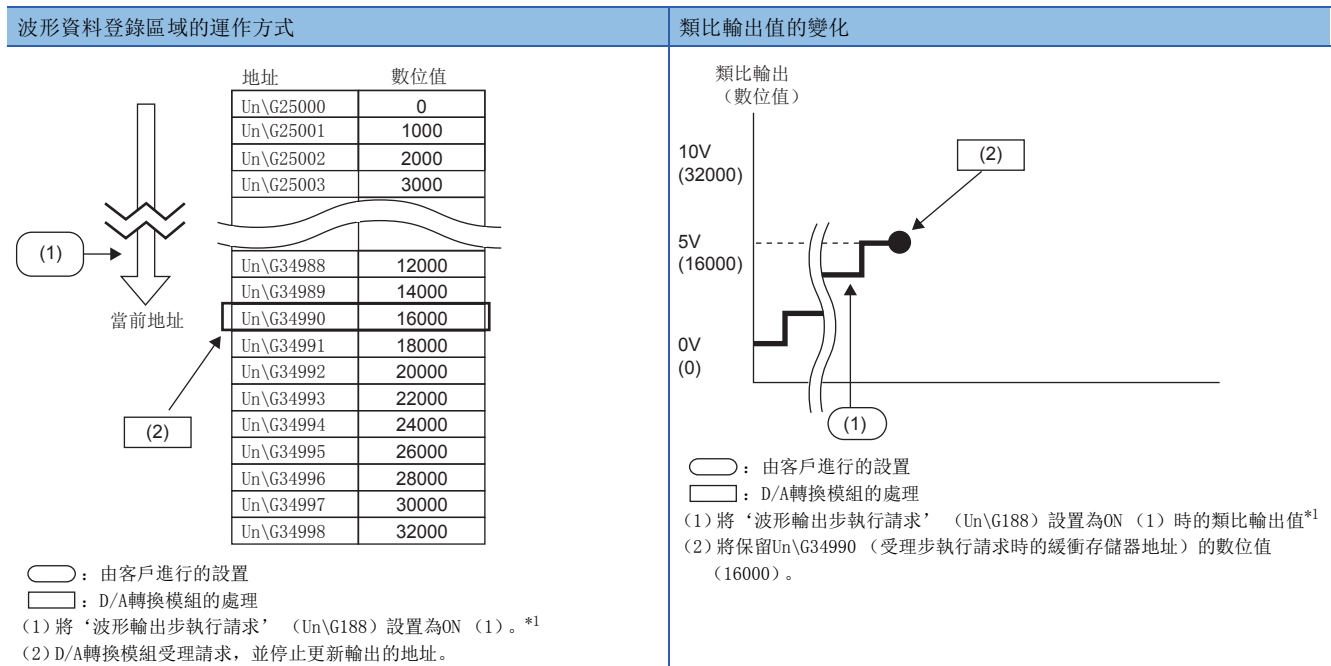 波形資料登錄區域的運作方式
地址 數位值
Un\G25000 0
Un\G25001 1000
Un\G25002 2000
Un\G25003 3000
(1)
Un\G34988 12000
Un\G34989 14000
當前地址
Un\G34990 16000
Un\G34991 18000
Un\G34992 20000
Un\G34993 22000
(2)
Un\G34994 24000
Un\G34995 26000
Un\G34996 28000
Un\G34997 30000
Un\G34998 32000
：由客戶進行的設置
：D/A轉換模組的處理
(1)將‘波形輸出步執行請求’（Un\G188）設置為ON（1）。*1
(2)D/A轉換模組受理請求，並停止更新輸出的地址。
類比輸出值的變化
類比輸出
（數位值）
10V
(32000)
(2)
5V
(16000)
0V
(0)
(1)
：由客戶進行的設置
：D/A轉換模組的處理
(1)將‘波形輸出步執行請求’（Un\G188）設置為ON（1）時的類比輸出值*1
(2)將保留Un\G34990（受理步執行請求時的緩衝存儲器地址）的數位值
（16000）。